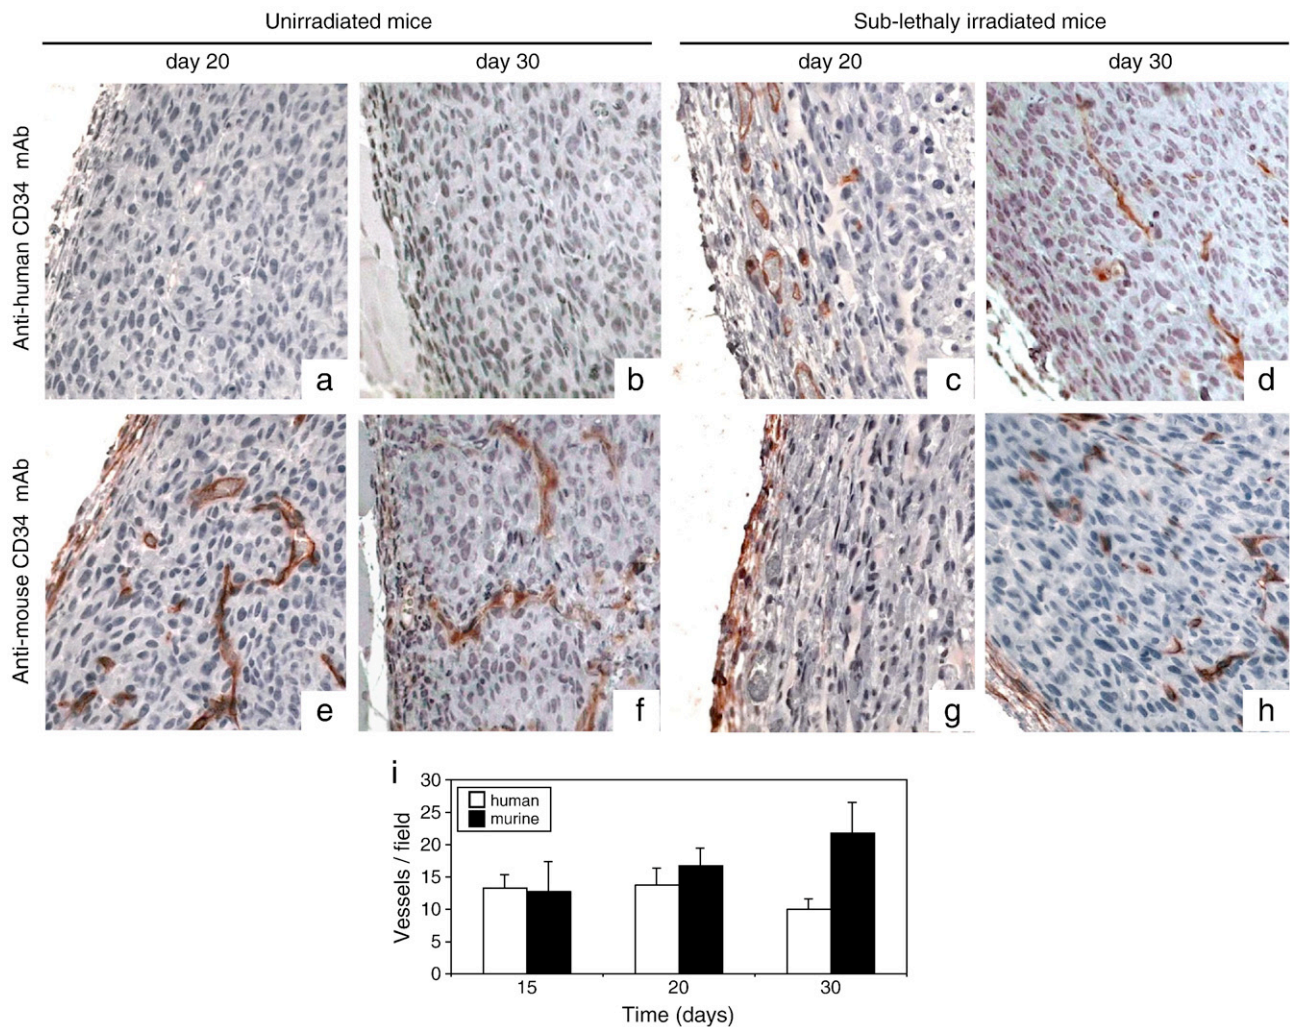 Unirradiated mice
Sub-lethaly irradiated mice
day 20
day 30
day 20
day 30
Anti-human CD34 mAb
a
b
c
d
Anti-mouse CD34 mAb
e
f
g
h
i
30
25
20
15
10
5
0
human
murine
Vessels / field
15
20
30
Time (days)